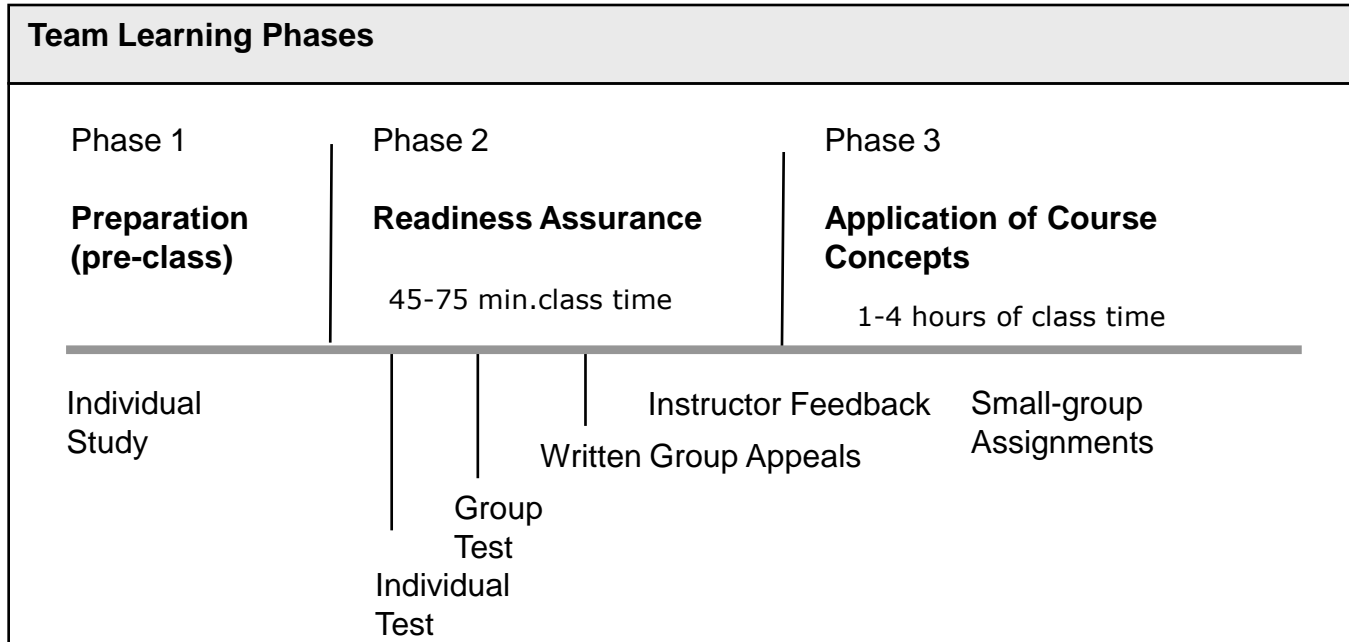 Team Learning Phases
Phase 1
Preparation
(pre-class)
Phase 2
Readiness Assurance
45-75 min.class time
Phase 3
Application of Course
Concepts
1-4 hours of class time
Individual
Study
Individual
Test
Group
Test
Written Group Appeals
Instructor Feedback
Small-group
Assignments